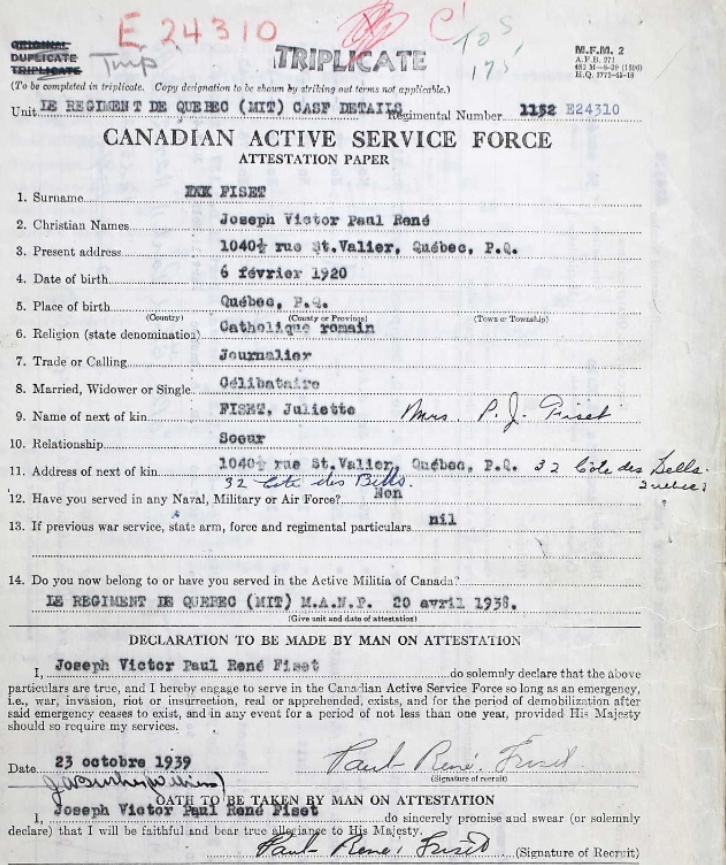 E 24310
C
TOS
175
ORIGINAL
DUPLICATE
TRIPLICATE
Trip
TRIPLICATE
M.F.M. 2
A.F.B. 271
(To be completed in triplicate. Copy designation to be shown by striking out terms not applicable.)
Unit LE REGIMENT DE QUEBEC (MIT) CASF DETAILS Regimental Number 1152 E24310
CANADIAN ACTIVE SERVICE FORCE
ATTESTATION PAPER
1. Surname FISET
2. Christian Names Joseph Victor Paul René
3. Present address 1040½ rue St.Valier, Québec, P.Q.
4. Date of birth 6 février 1920
5. Place of birth Québec, P.Q.
(Country) (County or Province) (Town or Township)
6. Religion (state denomination) Catholique romain
7. Trade or Calling Journalier
8. Married, Widower or Single Célibataire
9. Name of next of kin FISET, Juliette Mrs. P. J. Fiset
10. Relationship Soeur
11. Address of next of kin 1040½ rue St.Valier, Québec, P.Q. 32 Côte des Bells.
32 Cote des Bells. Quebec
12. Have you served in any Naval, Military or Air Force? Non
13. If previous war service, state arm, force and regimental particulars nil
14. Do you now belong to or have you served in the Active Militia of Canada?
LE REGIMENT DE QUEBEC (MIT) M.A.N.P. 20 avril 1938.
(Give unit and date of attestation)
DECLARATION TO BE MADE BY MAN ON ATTESTATION
I, Joseph Victor Paul René Fiset do solemnly declare that the above
particulars are true, and I hereby engage to serve in the Canadian Active Service Force so long as an emergency,
i.e., war, invasion, riot or insurrection, real or apprehended, exists, and for the period of demobilization after
said emergency ceases to exist, and in any event for a period of not less than one year, provided His Majesty
should so require my services.
Date 23 octobre 1939 Paul René Fiset
(Signature of recruit)
OATH TO BE TAKEN BY MAN ON ATTESTATION
I, Joseph Victor Paul René Fiset do sincerely promise and swear (or solemnly
declare) that I will be faithful and bear true allegiance to His Majesty.
Paul René Fiset (Signature of Recruit)